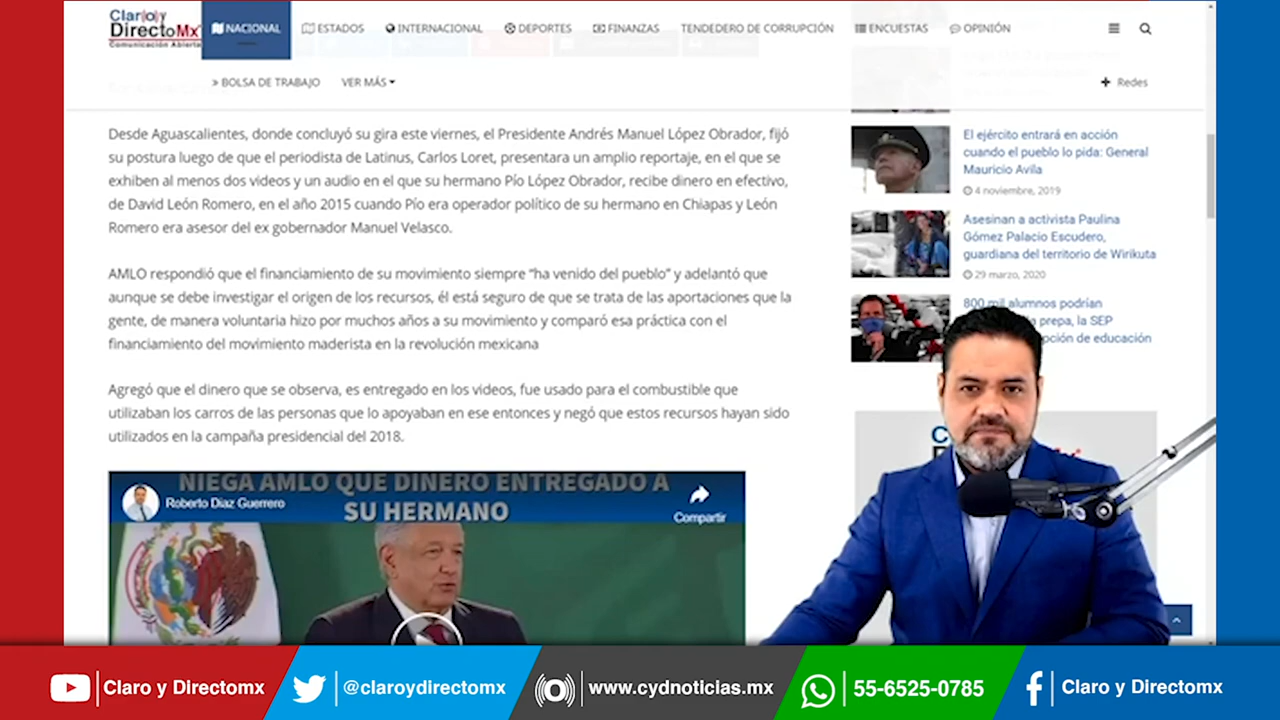 Claro y
DirectoMx
Comunicación Abierta
NACIONAL
ESTADOS
INTERNACIONAL
DEPORTES
FINANZAS
TENDEDERO DE CORRUPCIÓN
ENCUESTAS
OPINIÓN
» BOLSA DE TRABAJO
VER MÁS
+ Redes
Desde Aguascalientes, donde concluyó su gira este viernes, el Presidente Andrés Manuel López Obrador, fijó
su postura luego de que el periodista de Latinus, Carlos Loret, presentara un amplio reportaje, en el que se
exhiben al menos dos videos y un audio en el que su hermano Pío López Obrador, recibe dinero en efectivo,
de David León Romero, en el año 2015 cuando Pío era operador político de su hermano en Chiapas y León
Romero era asesor del ex gobernador Manuel Velasco.
AMLO respondió que el financiamiento de su movimiento siempre “ha venido del pueblo” y adelantó que
aunque se debe investigar el origen de los recursos, él está seguro de que se trata de las aportaciones que la
gente, de manera voluntaria hizo por muchos años a su movimiento y comparó esa práctica con el
financiamiento del movimiento maderista en la revolución mexicana
Agregó que el dinero que se observa, es entregado en los videos, fue usado para el combustible que
utilizaban los carros de las personas que lo apoyaban en ese entonces y negó que estos recursos hayan sido
utilizados en la campaña presidencial del 2018.
NIEGA AMLO QUE DINERO ENTREGADO A
SU HERMANO
Roberto Diaz Guerrero
Compartir
El ejército entrará en acción
cuando el pueblo lo pida: General
Mauricio Avila
4 noviembre, 2019
Asesinan a activista Paulina
Gómez Palacio Escudero,
guardiana del territorio de Wirikuta
29 marzo, 2020
800 mil alumnos podrían
prepa, la SEP
de educación
Claro y Directomx
@claroydirectomx
www.cydnoticias.mx
55-6525-0785
Claro y Directomx